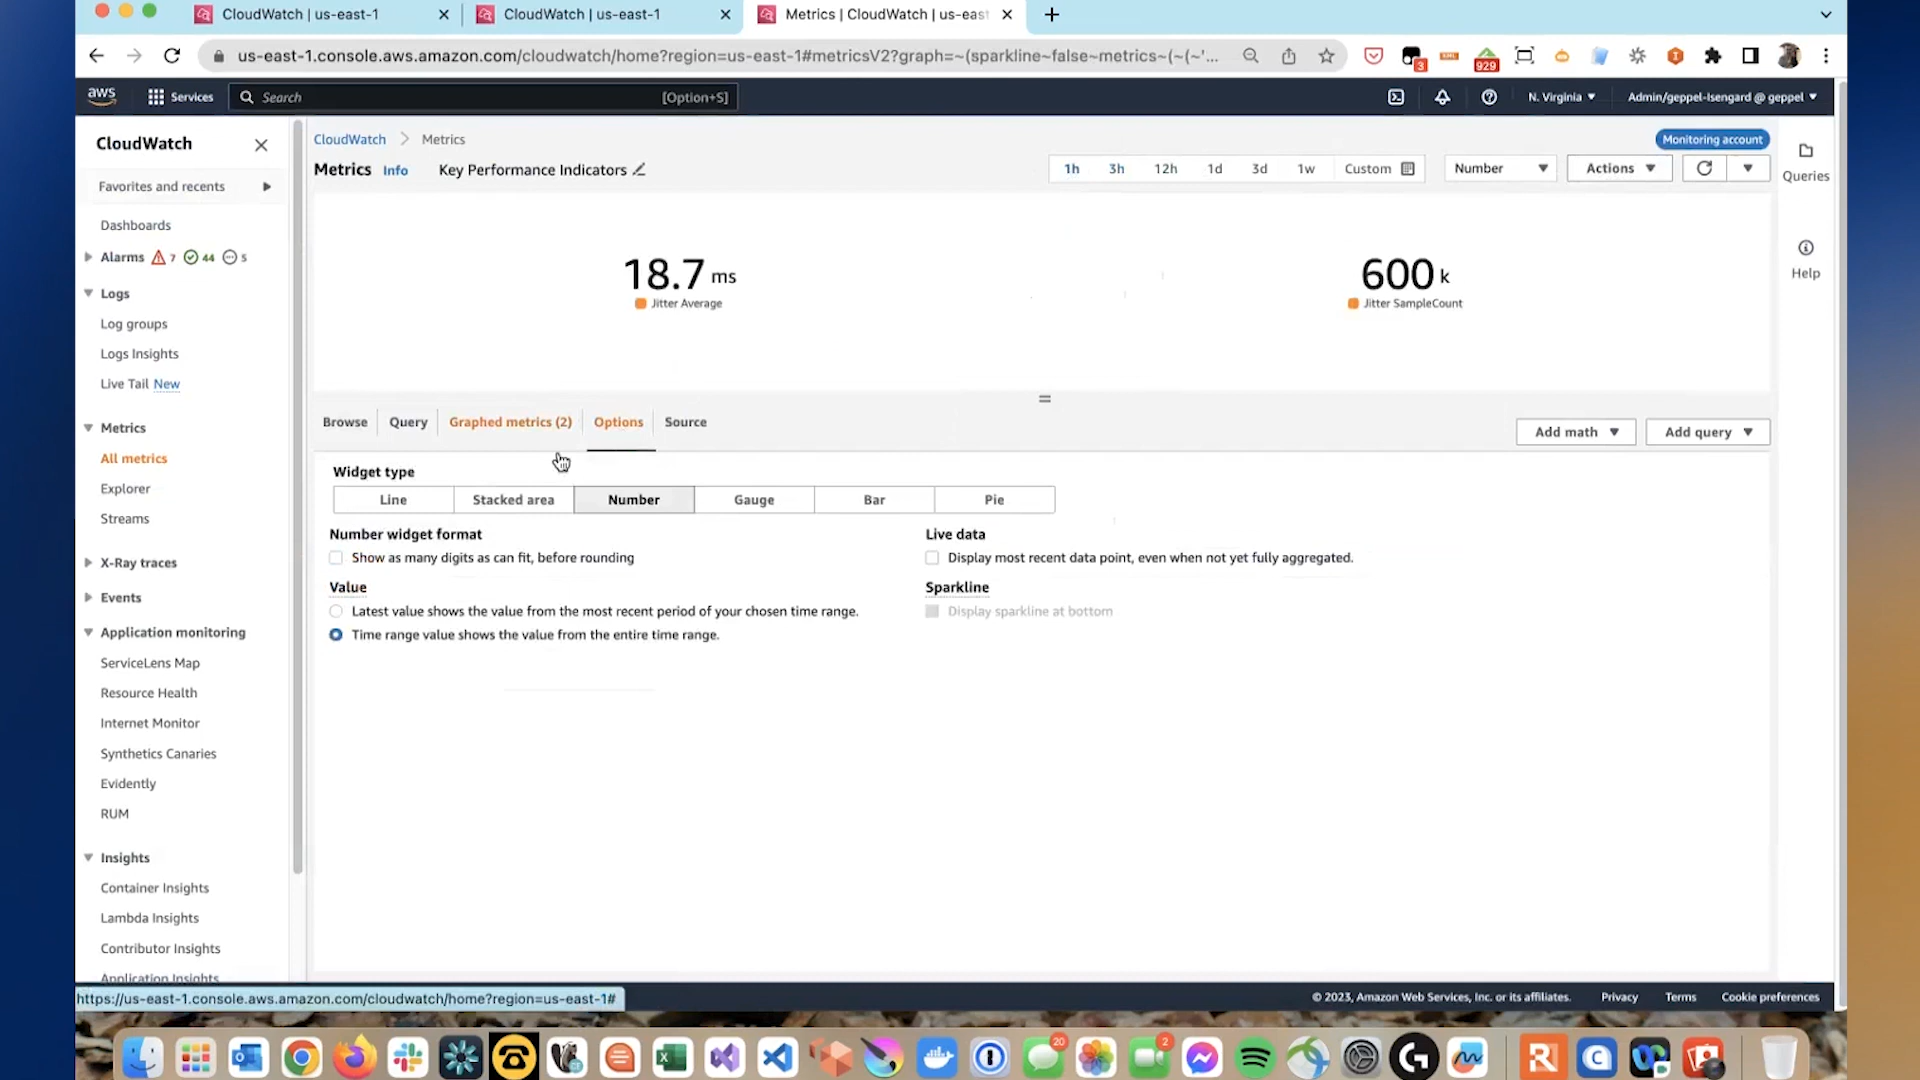 CloudWatch | us-east-1
CloudWatch | us-east-1
Metrics | CloudWatch | us-east
us-east-1.console.aws.amazon.com/cloudwatch/home?region=us-east-1#metricsV2?graph=~(sparkline~false~metrics~(~(~'...
3
929
aws
Services
Search
[Option+S]
N. Virginia
Admin/geppel-Isengard @ geppel
CloudWatch
Favorites and recents
Dashboards
Alarms 7 44 5
Logs
Log groups
Logs Insights
Live Tail New
Metrics
All metrics
Explorer
Streams
X-Ray traces
Events
Application monitoring
ServiceLens Map
Resource Health
Internet Monitor
Synthetics Canaries
Evidently
RUM
Insights
Container Insights
Lambda Insights
Contributor Insights
Application Insights
CloudWatch > Metrics
Monitoring account
Metrics Info Key Performance Indicators
1h 3h 12h 1d 3d 1w Custom
Number
Actions
Queries
Help
18.7 ms
Jitter Average
600 k
Jitter SampleCount
Browse Query Graphed metrics (2) Options Source
Add math
Add query
Widget type
Line Stacked area Number Gauge Bar Pie
Number widget format
Show as many digits as can fit, before rounding
Value
Latest value shows the value from the most recent period of your chosen time range.
Time range value shows the value from the entire time range.
Live data
Display most recent data point, even when not yet fully aggregated.
Sparkline
Display sparkline at bottom
https://us-east-1.console.aws.amazon.com/cloudwatch/home?region=us-east-1#
© 2023, Amazon Web Services, Inc. or its affiliates. Privacy Terms Cookie preferences
20
2